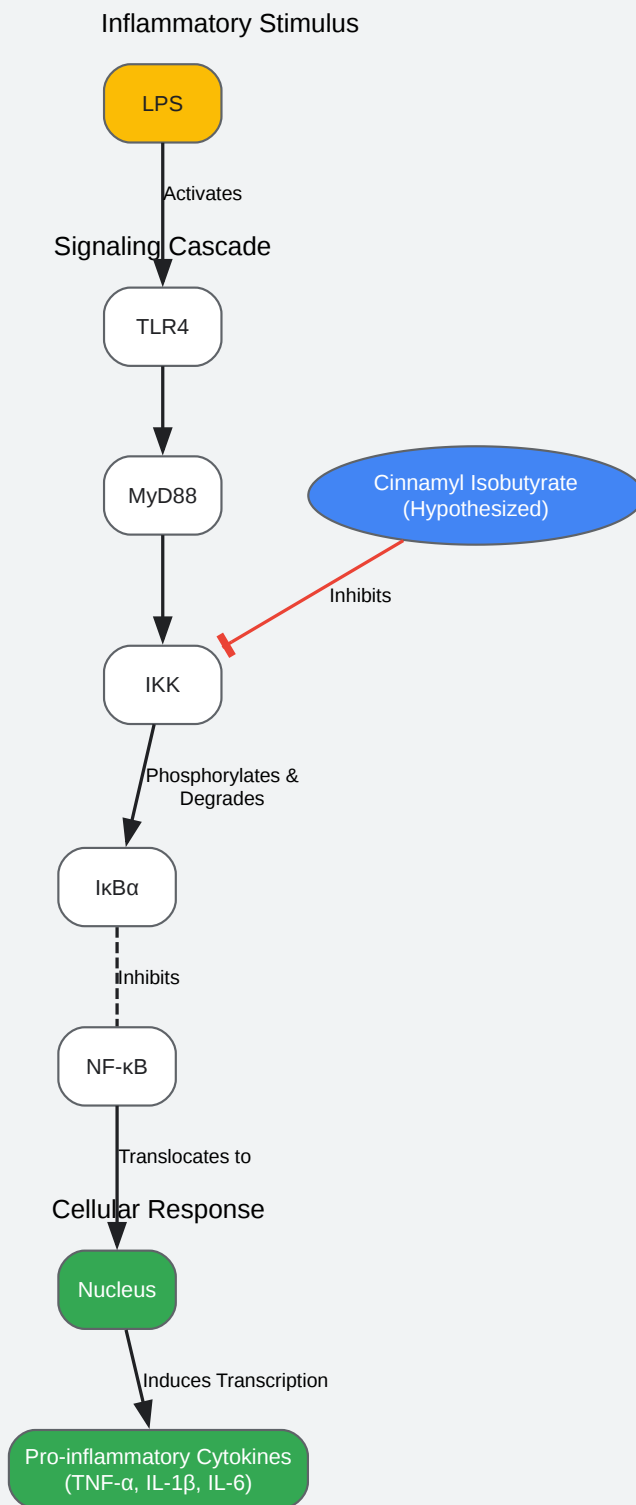 Inflammatory Stimulus
LPS
Activates
Signaling Cascade
TLR4
MyD88
Cinnamyl Isobutyrate
(Hypothesized)
Inhibits
IKK
Phosphorylates &
Degrades
IκBα
Inhibits
NF-κB
Translocates to
Cellular Response
Nucleus
Induces Transcription
Pro-inflammatory Cytokines
(TNF-α, IL-1β, IL-6)